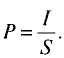 P = I/S.